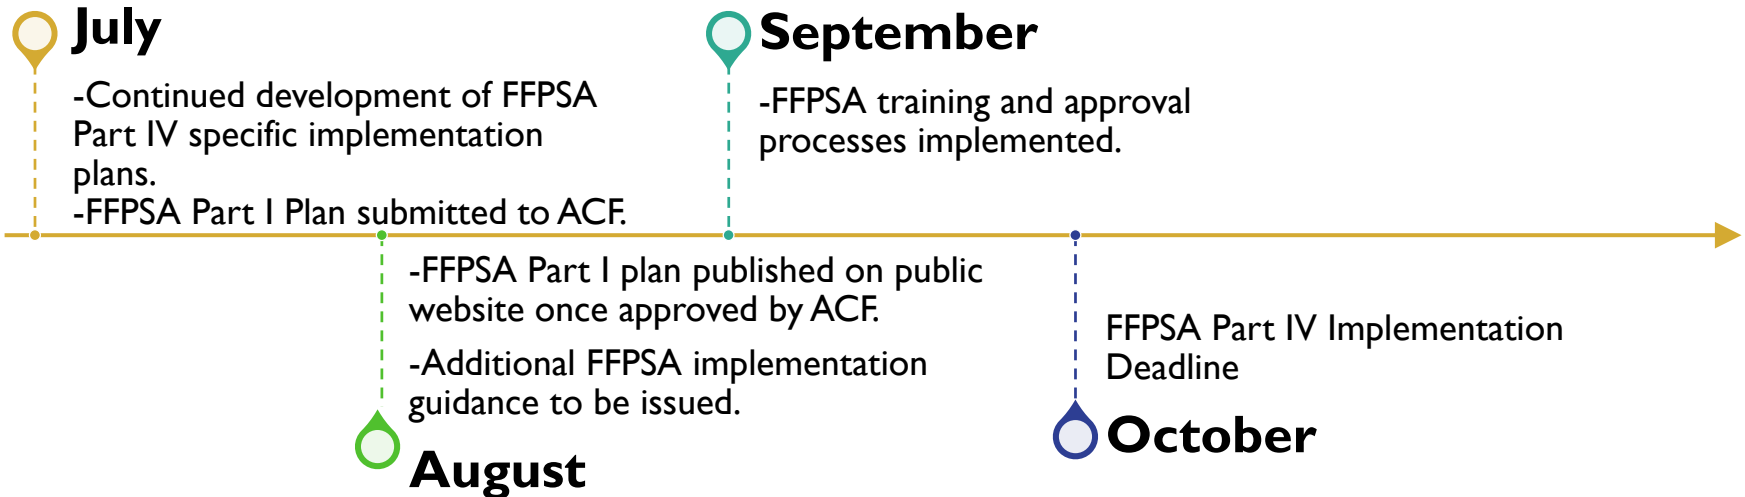 July
-Continued development of FFPSA
Part IV specific implementation
plans.
-FFPSA Part I Plan submitted to ACF.
September
-FFPSA training and approval
processes implemented.
-FFPSA Part I plan published on public
website once approved by ACF.
-Additional FFPSA implementation
guidance to be issued.
August
FFPSA Part IV Implementation
Deadline
October